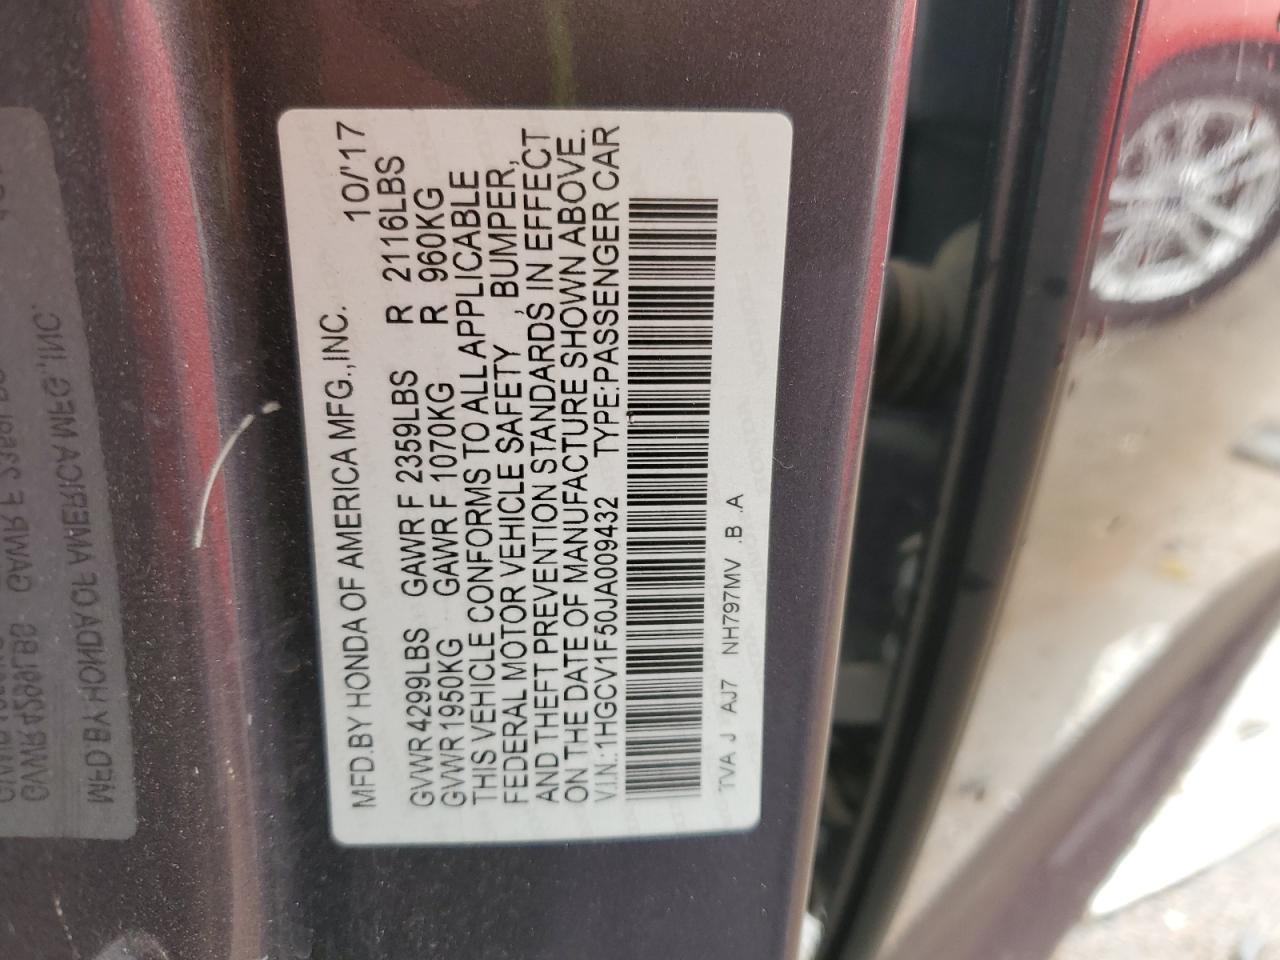 MFD.BY HONDA OF AMERICA MFG.,INC. 10/'17
GVWR 4299LBS GAWR F 2359LBS R 2116LBS
GVWR 1950KG GAWR F 1070KG R 960KG
THIS VEHICLE CONFORMS TO ALL APPLICABLE
FEDERAL MOTOR VEHICLE SAFETY , BUMPER,
AND THEFT PREVENTION STANDARDS IN EFFECT
ON THE DATE OF MANUFACTURE SHOWN ABOVE.
V.I.N.:1HGCV1F50JA009432 TYPE:PASSENGER CAR
TVA J AJ7 NH797MV .B .A